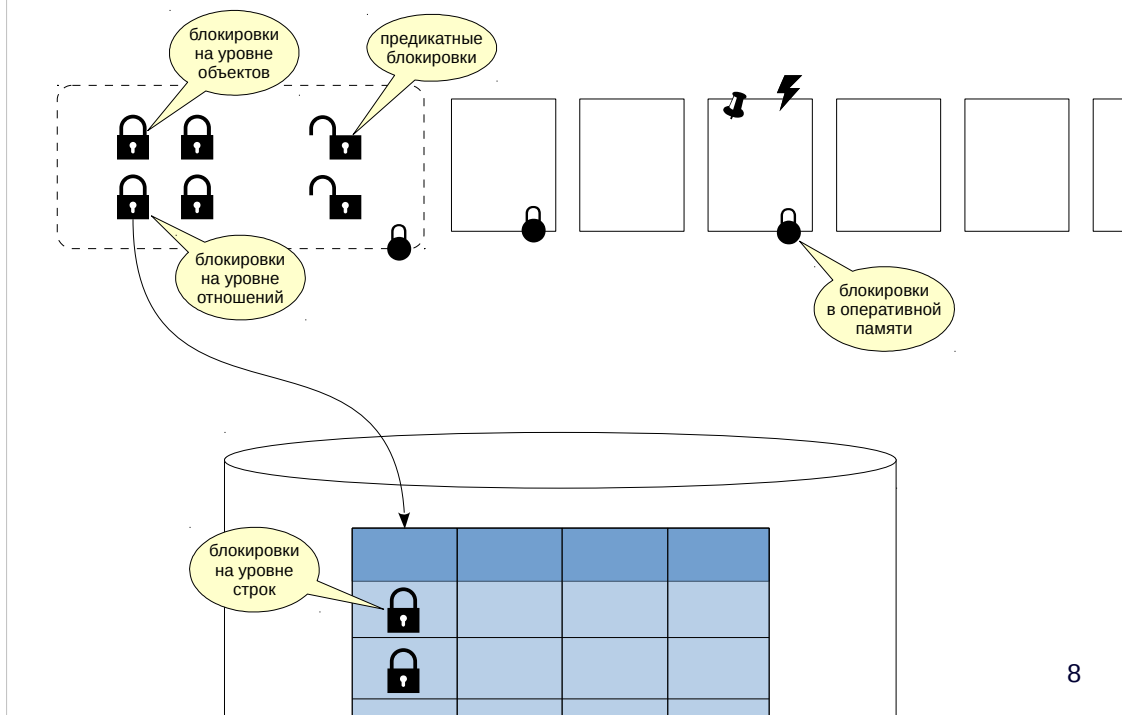 блокировки
на уровне
объектов
предикатные
блокировки
блокировки
на уровне
отношений
блокировки
в оперативной
памяти
блокировки
на уровне
строк
8